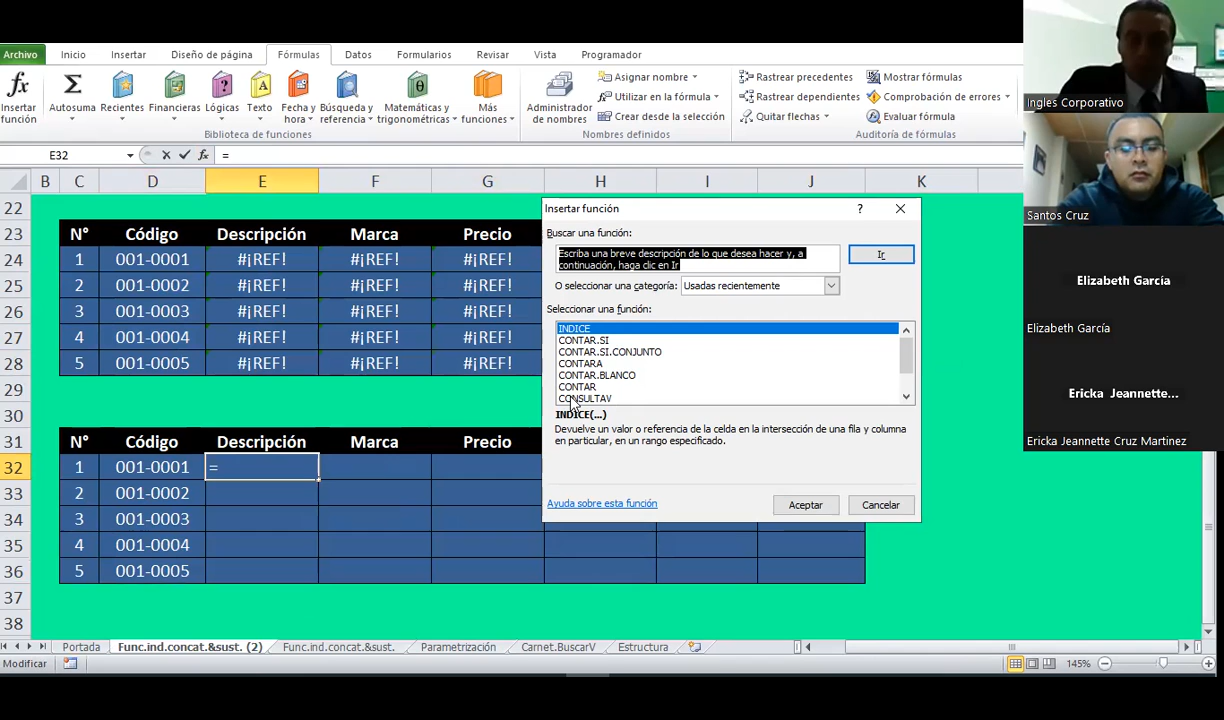 Archivo Inicio Insertar Diseño de página Fórmulas Datos Formularios Revisar Vista Programador
Insertar función
Autosuma
Recientes
Financieras
Lógicas
Texto
Fecha y hora
Búsqueda y referencia
Matemáticas y trigonométricas
Más funciones
Biblioteca de funciones
Administrador de nombres
Asignar nombre
Utilizar en la fórmula
Crear desde la selección
Nombres definidos
Rastrear precedentes
Rastrear dependientes
Quitar flechas
Mostrar fórmulas
Comprobación de errores
Evaluar fórmula
Auditoría de fórmulas
E32 fx =
B C D E F G H I J K
22
23 N° Código Descripción Marca Precio
24 1 001-0001 #¡REF! #¡REF! #¡REF!
25 2 001-0002 #¡REF! #¡REF! #¡REF!
26 3 001-0003 #¡REF! #¡REF! #¡REF!
27 4 001-0004 #¡REF! #¡REF! #¡REF!
28 5 001-0005 #¡REF! #¡REF! #¡REF!
29
30
31 N° Código Descripción Marca Precio
32 1 001-0001 =
33 2 001-0002
34 3 001-0003
35 4 001-0004
36 5 001-0005
37
38
Insertar función ?
Buscar una función:
Escriba una breve descripción de lo que desea hacer y, a
continuación, haga clic en Ir
Ir
O seleccionar una categoría: Usadas recientemente
Seleccionar una función:
INDICE
CONTAR.SI
CONTAR.SI.CONJUNTO
CONTARA
CONTAR.BLANCO
CONTAR
CONSULTAV
INDICE(...)
Devuelve un valor o referencia de la celda en la intersección de una fila y columna
en particular, en un rango especificado.
Ayuda sobre esta función
Aceptar Cancelar
Portada Func.ind.concat.&sust. (2) Func.ind.concat.&sust. Parametrización Carnet.BuscarV Estructura
Modificar 145%
Ingles Corporativo
Santos Cruz
Elizabeth García
Elizabeth García
Ericka Jeannette...
Ericka Jeannette Cruz Martinez